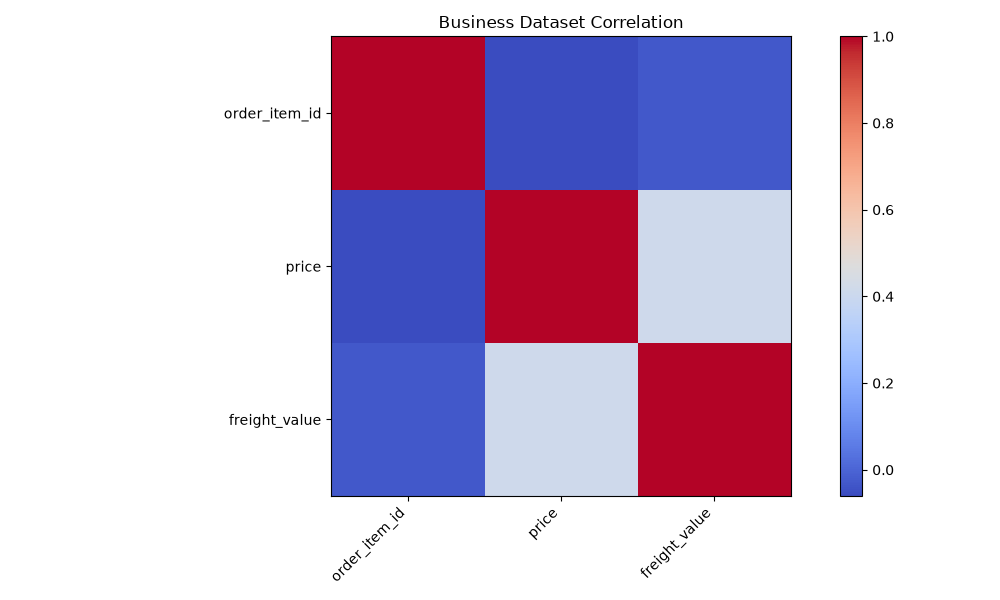 Business Dataset Correlation
order_item_id
price
freight_value
order_item_id
price
freight_value
1.0
0.8
0.6
0.4
0.2
0.0